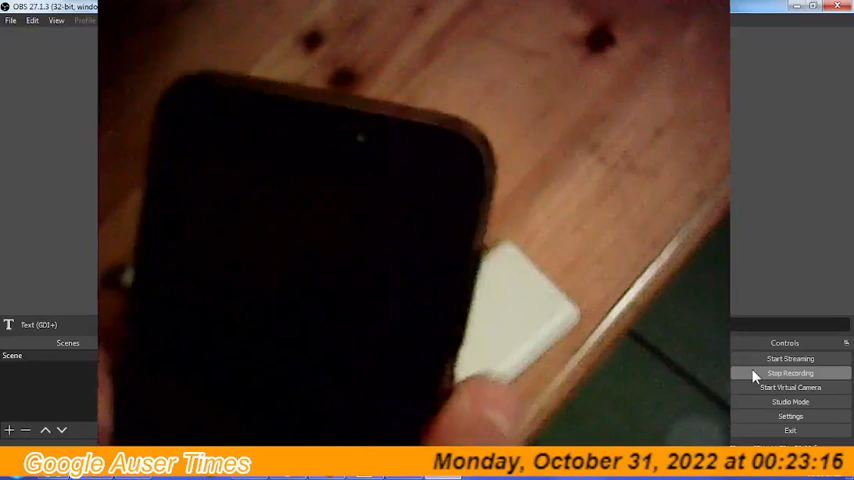 OBS 27.1.3 (32-bit, windo
File Edit View Profile
T Text (GDI+)
Scenes
Scene
Controls
Start Streaming
Stop Recording
Start Virtual Camera
Studio Mode
Settings
Exit
Google Auser Times
Monday, October 31, 2022 at 00:23:16